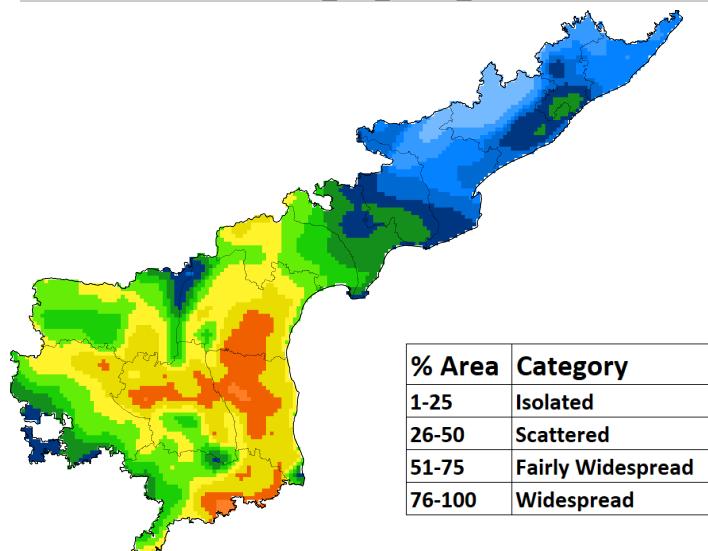 % Area Category
1-25 Isolated
26-50 Scattered
51-75 Fairly Widespread
76-100 Widespread